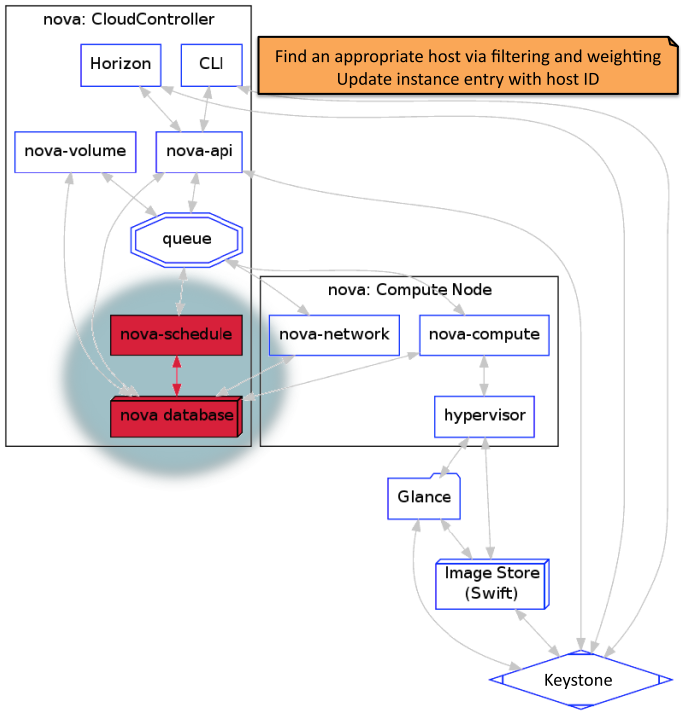 nova: CloudController
Horizon
CLI
Find an appropriate host via filtering and weighting
Update instance entry with host ID
nova-volume
nova-api
queue
nova: Compute Node
nova-schedule
nova-network
nova-compute
nova database
hypervisor
Glance
Image Store
(Swift)
Keystone